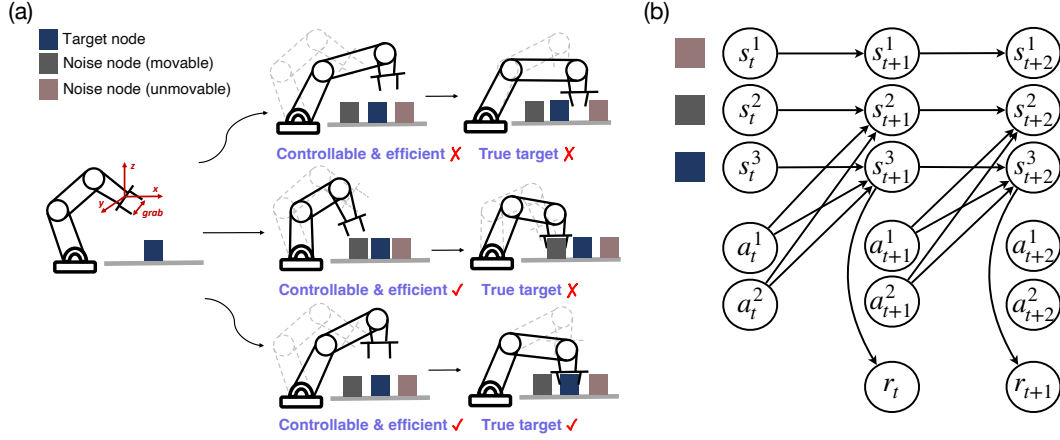 (a)
Target node
Noise node (movable)
Noise node (unmovable)
z
x
y
grab
Controllable & efficient ✗ True target ✗
Controllable & efficient ✓ True target ✗
Controllable & efficient ✓ True target ✓
(b)
s_t^1 s_{t+1}^1 s_{t+2}^1
s_t^2 s_{t+1}^2 s_{t+2}^2
s_t^3 s_{t+1}^3 s_{t+2}^3
a_t^1 a_{t+1}^1 a_{t+2}^1
a_t^2 a_{t+1}^2 a_{t+2}^2
r_t r_{t+1}